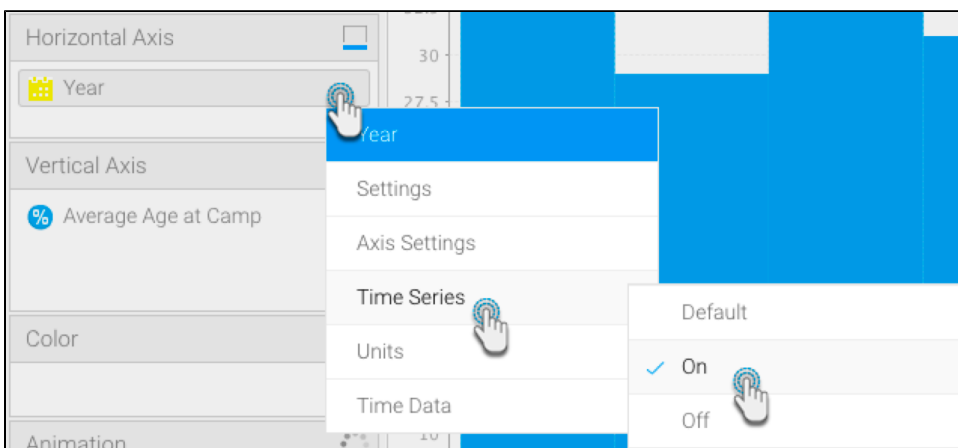 Horizontal Axis
Year
Vertical Axis
Average Age at Camp
Color
Animation
30
27.5
10
Year
Settings
Axis Settings
Time Series
Units
Time Data
Default
On
Off